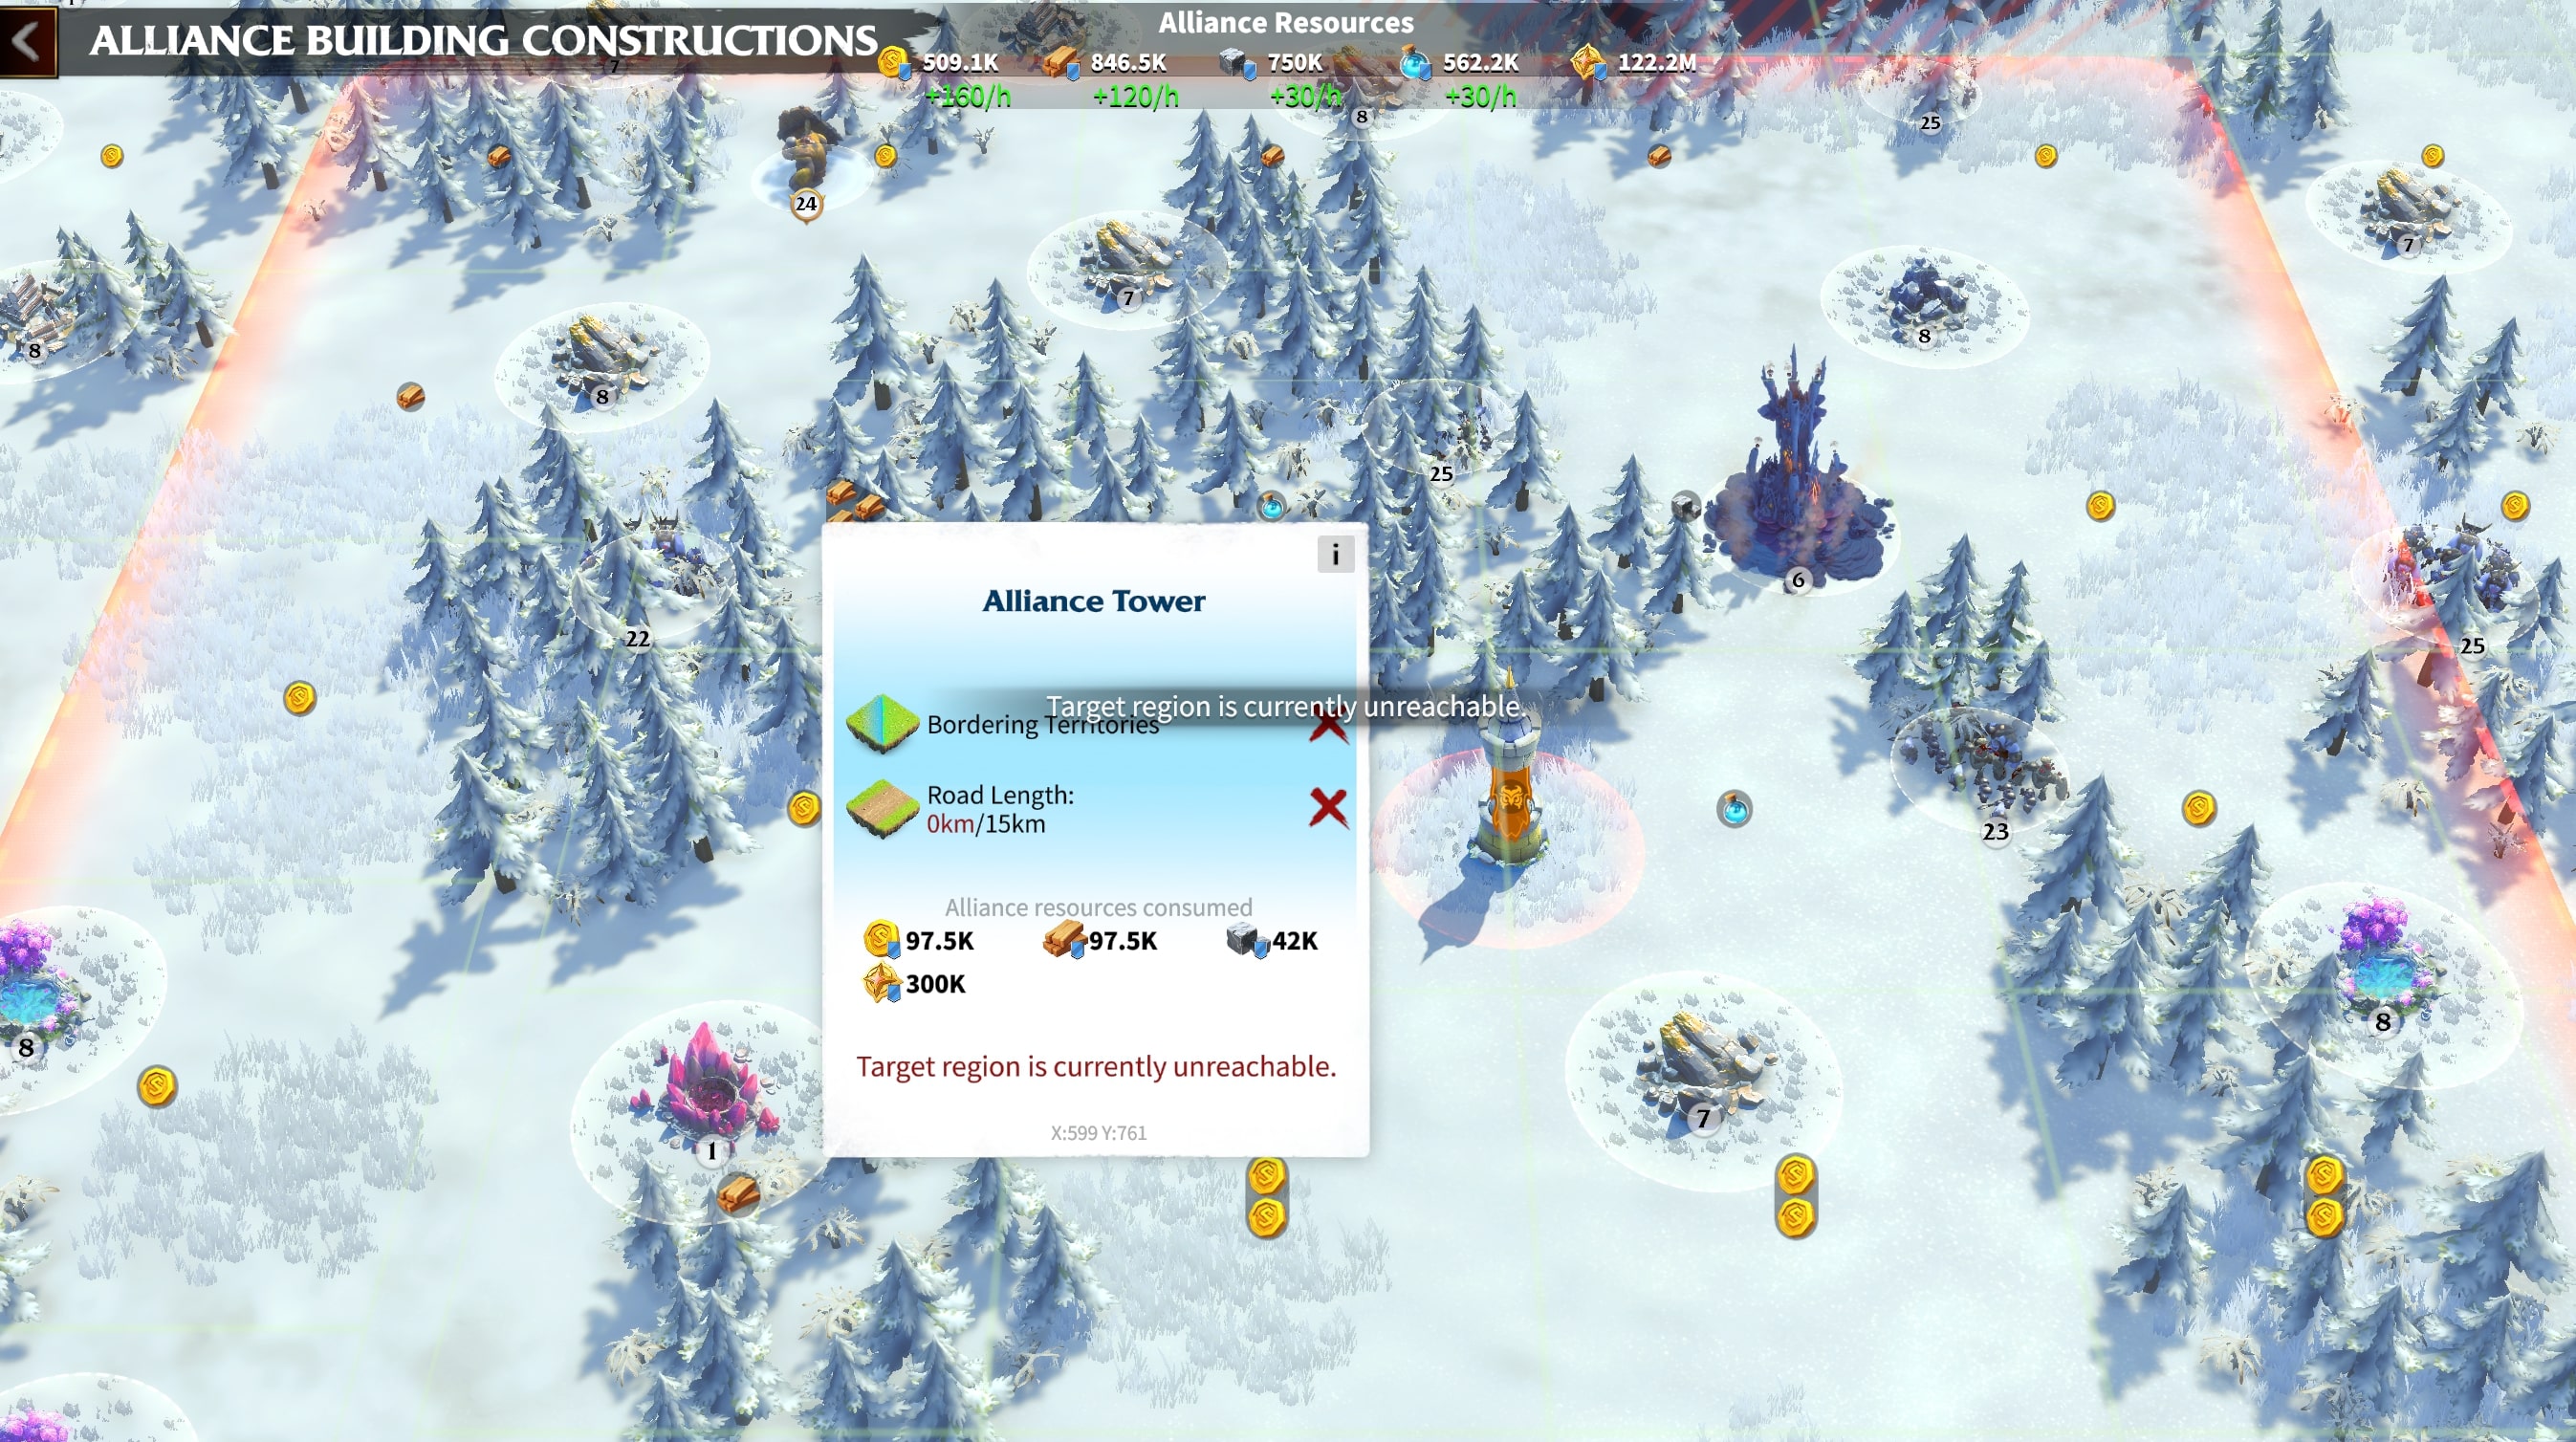 ALLIANCE BUILDING CONSTRUCTIONS
Alliance Resources
509.1K 846.5K 750K 562.2K 122.2M
+160/h +120/h +30/h +30/h
7
8
25
24
7
7
8
8
8
25
22
6
25
i
Alliance Tower
Target region is currently unreachable.
Bordering Territories
Road Length:
0km/15km
23
Alliance resources consumed
97.5K 97.5K 42K
300K
8
8
Target region is currently unreachable.
7
1
X:599 Y:761